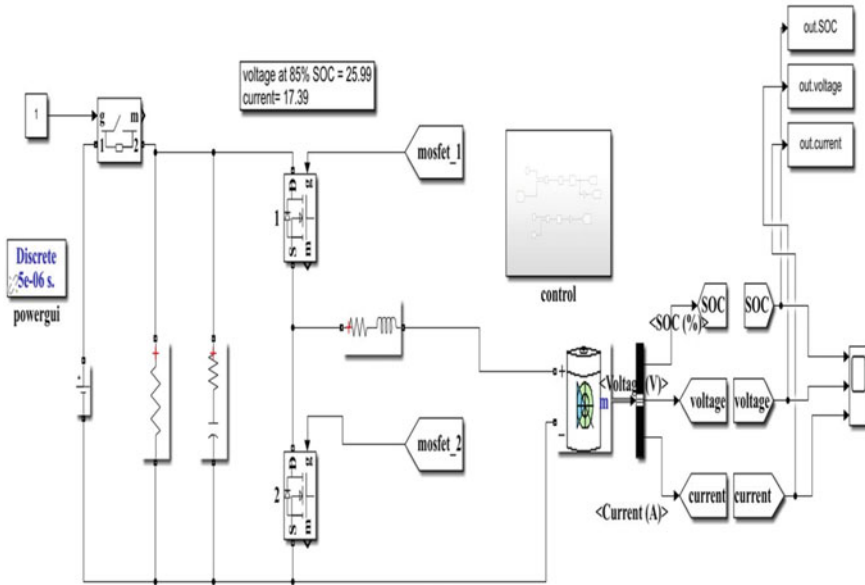 out.SOC
voltage at 85% SOC = 25.99
current= 17.39
out.voltage
1
g m
1 2
out.current
mosfet_1
D g
1
S m
Discrete
5e-06 s.
powergui
control
SOC
SOC
<SOC (%)>
+
<Voltage (V)>
m
voltage
voltage
mosfet_2
D g
2
S m
current
current
<Current (A)>